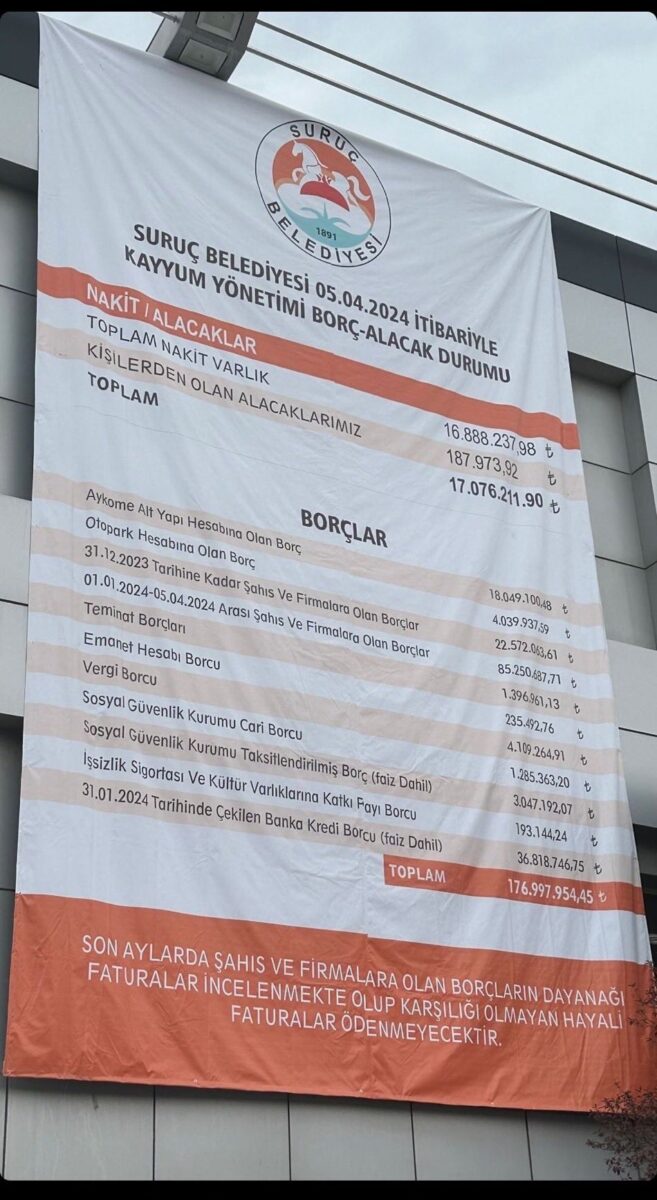 SURUÇ
BELEDİYESİ
1891
SURUÇ BELEDİYESİ 05.04.2024 İTİBARİYLE
KAYYUM YÖNETİMİ BORÇ-ALACAK DURUMU
NAKİT / ALACAKLAR
TOPLAM NAKİT VARLIK 16.888.237,98 ₺
KİŞİLERDEN OLAN ALACAKLARIMIZ 187.973,92 ₺
TOPLAM 17.076.211.90 ₺
BORÇLAR
Aykome Alt Yapı Hesabına Olan Borç 18.049.100,48 ₺
Otopark Hesabına Olan Borç 4.039.937,59 ₺
31.12.2023 Tarihine Kadar Şahıs Ve Firmalara Olan Borçlar 22.572.063,61 ₺
01.01.2024-05.04.2024 Arası Şahıs Ve Firmalara Olan Borçlar 85.250.687,71 ₺
Teminat Borçları 1.396.961,13 ₺
Emanet Hesabı Borcu 235.492,76 ₺
Vergi Borcu 4.109.264,91 ₺
Sosyal Güvenlik Kurumu Cari Borcu 1.285.363,20 ₺
Sosyal Güvenlik Kurumu Taksitlendirilmiş Borç (faiz Dahil) 3.047.192,07 ₺
İşsizlik Sigortası Ve Kültür Varlıklarına Katkı Fayı Borcu 193.144,24 ₺
31.01.2024 Tarihinde Çekilen Banka Kredi Borcu (faiz Dahil) 36.818.746,75 ₺
TOPLAM 176.997.954,45 ₺
SON AYLARDA ŞAHIS VE FİRMALARA OLAN BORÇLARIN DAYANAĞI
FATURALAR İNCELENMEKTE OLUP KARŞILIĞI OLMAYAN HAYALİ
FATURALAR ÖDENMEYECEKTİR.